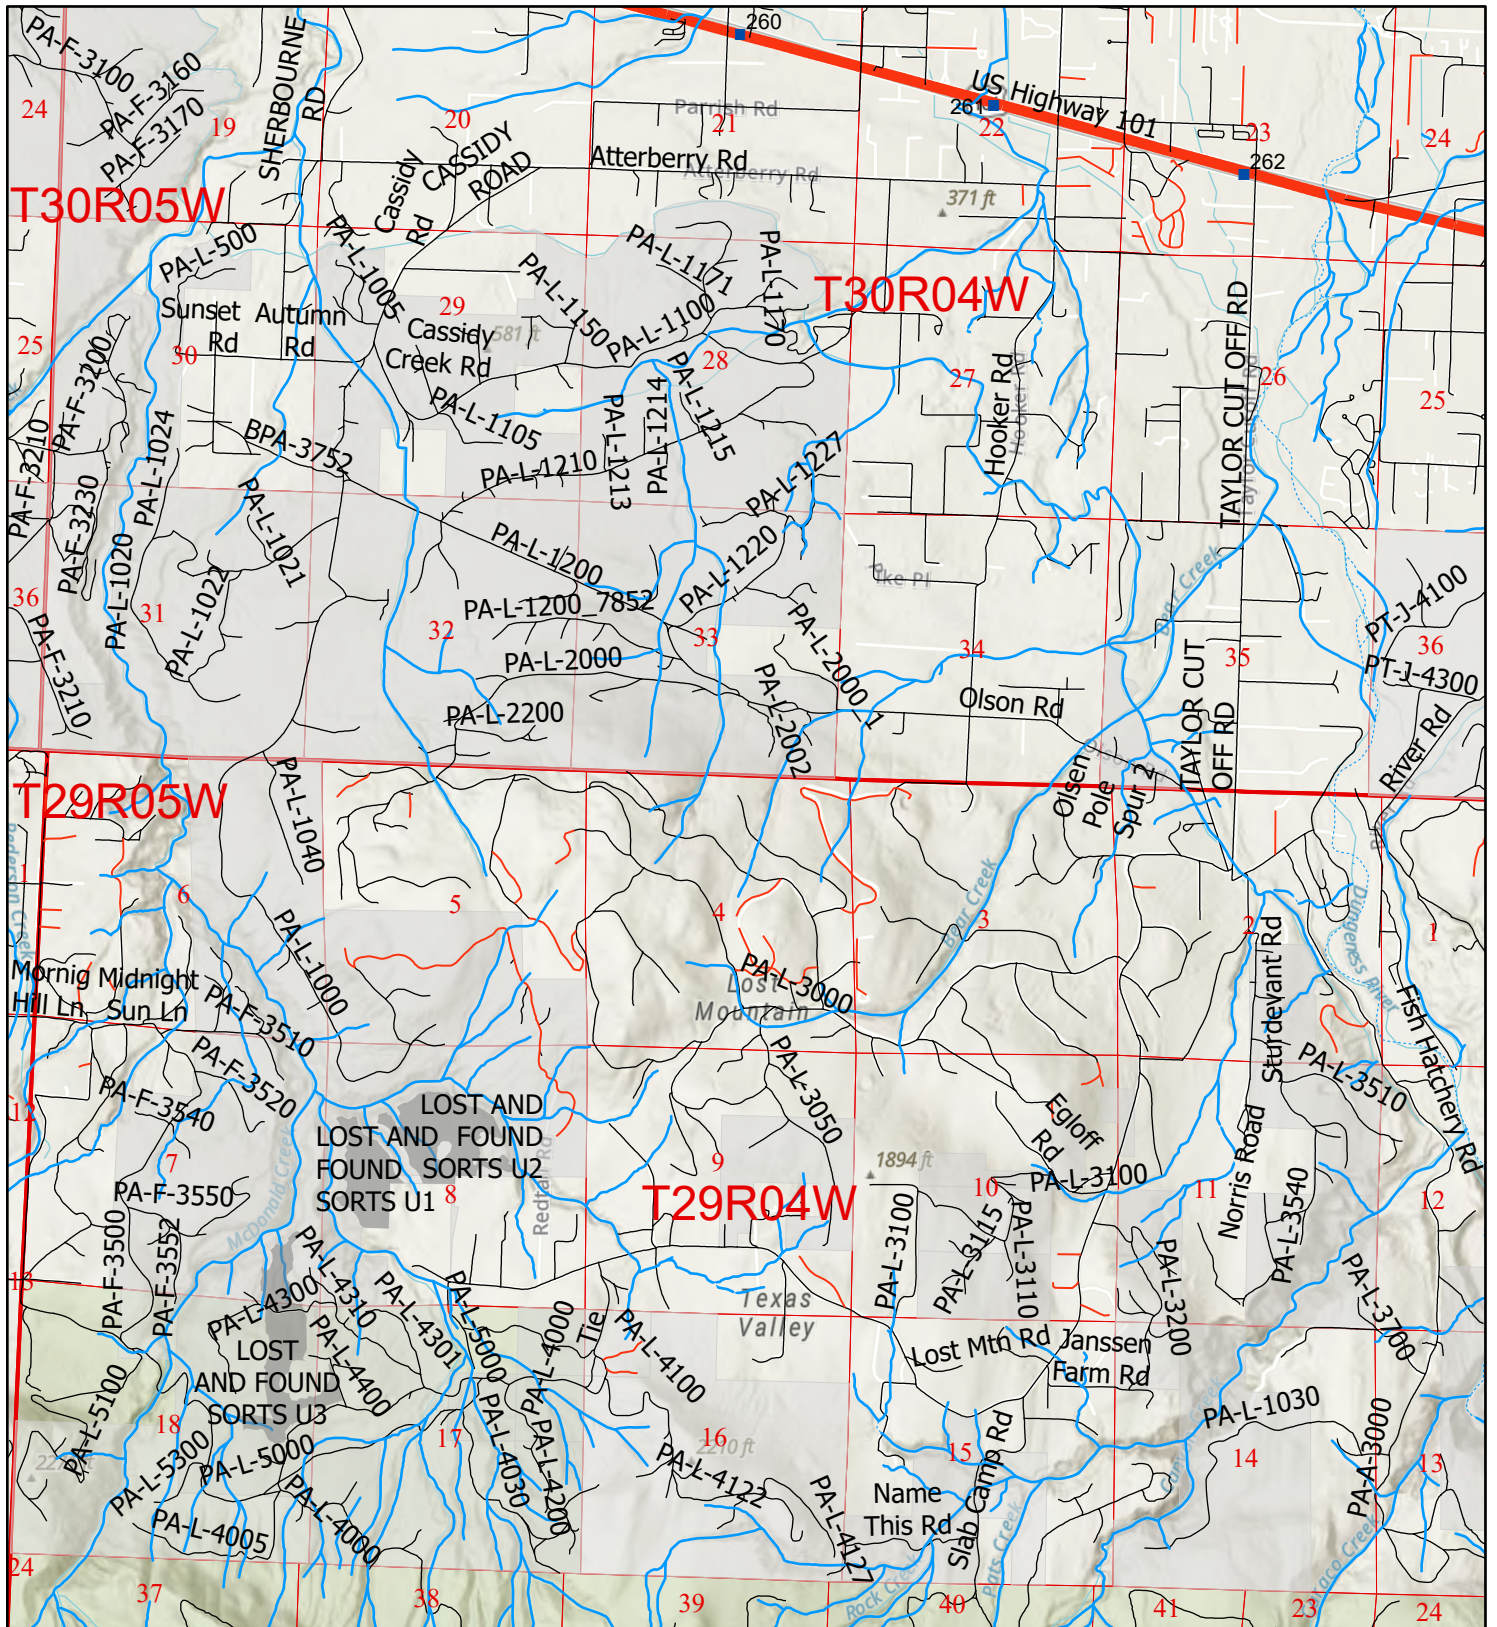 260
PA-F-3100
PA-F-3160
PA-F-3170
24
19
SHERBOURNE
RD
20
Parrish Rd
21
261
US Highway 101
22
23
262
24
CASSIDY
ROAD
Cassidy
Rd
Atterberry Rd
Atterberry Rd
371 ft
T30R05W
PA-L-500
PA-L-1005
PA-L-1171
PA-L-1170
PA-L-1150
PA-L-1100
T30R04W
Sunset
Rd
Autumn
Rd
29
Cassidy
Creek Rd
581 ft
25
30
28
27
26
25
PA-F-3200
PA-L-1024
BPA-3752
PA-L-1105
PA-L-1213
PA-L-1214
PA-L-1215
Hooker Rd
Hooker Rd
TAYLOR CUT OFF RD
PA-F-3210
PA-F-3230
PA-L-1210
PA-L-1227
PA-L-1021
PA-L-1020
PA-L-1022
PA-L-1200
PA-L-1220
Pike Pl
Bear Creek
36
31
32
33
34
35
36
PA-L-1200_7852
PT-J-4100
PT-J-4300
PA-F-3210
PA-L-2000
PA-L-2000_1
PA-L-2002
PA-L-2200
Olson Rd
TAYLOR CUT
OFF RD
River Rd
T29R05W
PA-L-1040
Olsen
Pole
Spur 2
1
6
5
4
3
2
1
Bear Creek
Dungeness River
Mornig
Hill Ln
Midnight
Sun Ln
PA-L-1000
PA-F-3510
PA-L-3000
Lost
Mountain
Sturdevant Rd
Fish Hatchery Rd
PA-F-3520
PA-F-3540
PA-L-3050
PA-L-3510
12
7
8
9
10
11
12
LOST AND
FOUND
SORTS U2
LOST AND
FOUND
SORTS U1
Redtail Rd
Egloff
Rd
1894 ft
PA-L-3100
Norris Road
PA-L-3540
PA-F-3550
McDonald Creek
T29R04W
PA-F-3500
PA-F-3552
PA-L-3100
PA-L-3115
PA-L-3110
PA-L-3200
PA-L-3700
13
PA-L-4300
PA-L-4310
PA-L-4301
PA-L-5000
PA-L-4000
Tie
PA-L-4100
Texas
Valley
Lost Mtn Rd
Janssen
Farm Rd
LOST
AND FOUND
SORTS U3
PA-L-4400
PA-L-5100
18
17
16
15
14
13
PA-L-1030
PA-A-3000
PA-L-5300
PA-L-5000
PA-L-4030
PA-L-4200
2210 ft
PA-L-4122
PA-L-4127
Name
This Rd
Slab Camp Rd
PA-L-4005
PA-L-4000
Rock Creek
Pats Creek
24
37
38
39
40
41
23
24